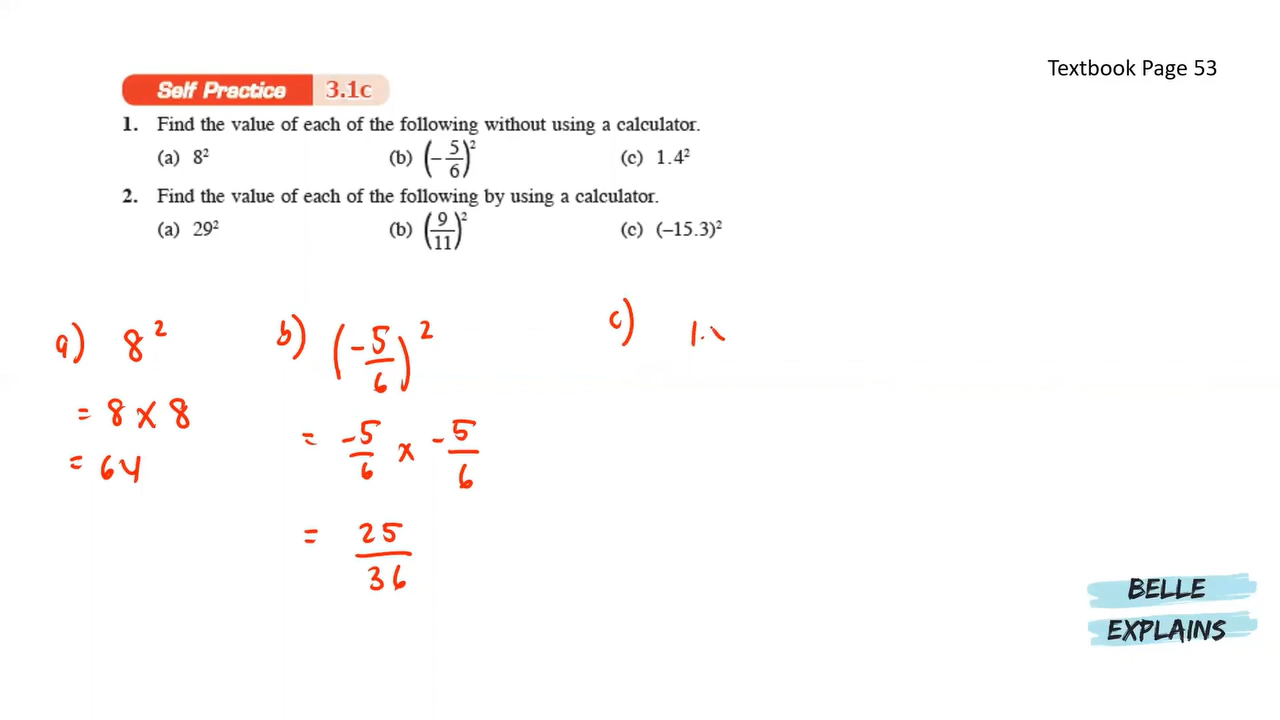 Textbook Page 53
Self Practice 3.1c
1. Find the value of each of the following without using a calculator.
(a) 8² (b) (−5/6)² (c) 1.4²
2. Find the value of each of the following by using a calculator.
(a) 29² (b) (9/11)² (c) (−15.3)²
a) 8²
= 8 x 8
= 64
b) (-5/6)²
= -5/6 x -5/6
= 25/36
c) 1.
BELLE
EXPLAINS